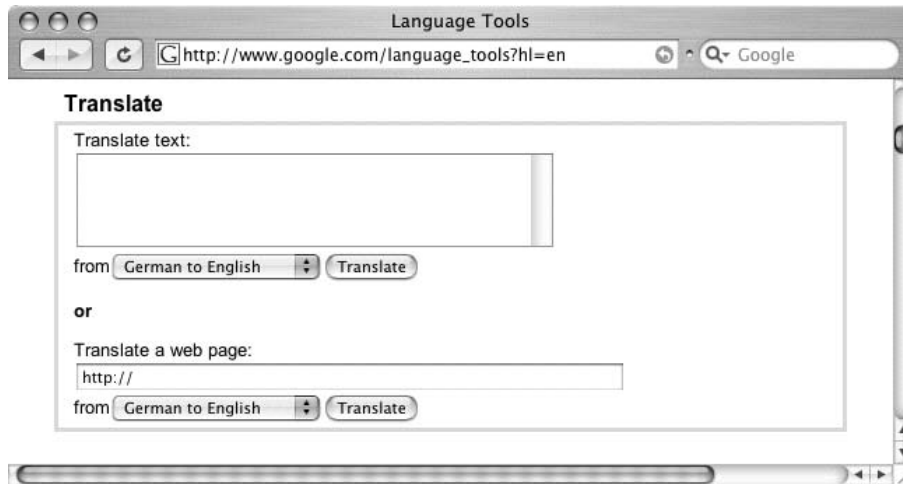 Language Tools
G http://www.google.com/language_tools?hl=en Q Google
Translate
Translate text:
from German to English Translate
or
Translate a web page:
http://
from German to English Translate